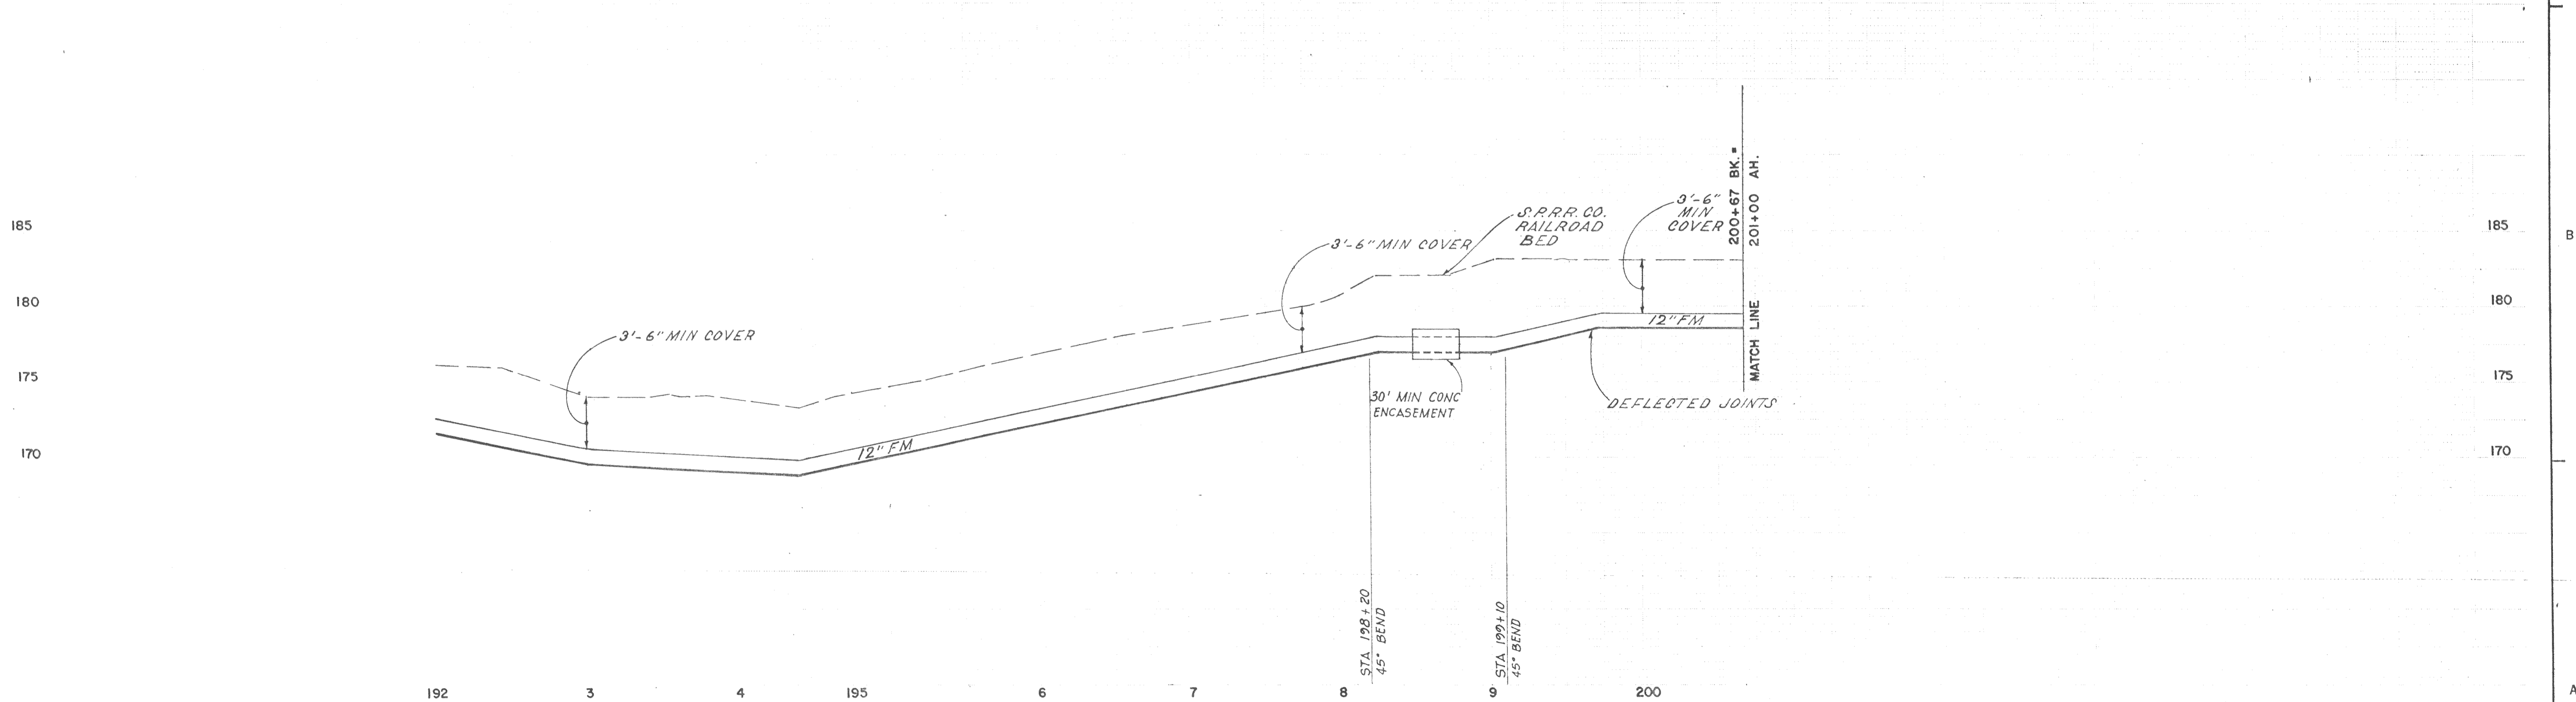 200+67 BK. =
201+00 AH.
MATCH LINE
3'-6"
MIN
COVER
S.P.R.R. CO.
RAILROAD
BED
185
185
B
3'-6" MIN COVER
180
180
12" FM
3'-6" MIN COVER
175
175
30' MIN CONC
ENCASEMENT
DEFLECTED JOINTS
170
12" FM
170
STA 198+20
45° BEND
STA 199+10
45° BEND
192 3 4 195 6 7 8 9 200
A